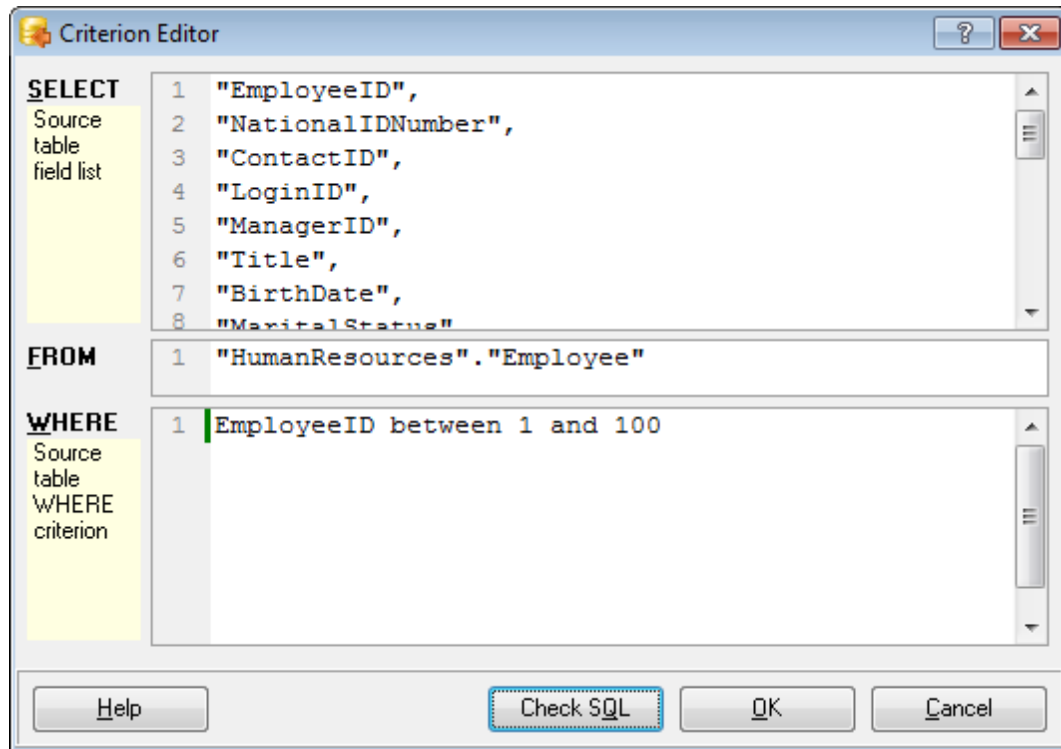 Criterion Editor
SELECT
Source
table
field list
1 "EmployeeID",
2 "NationalIDNumber",
3 "ContactID",
4 "LoginID",
5 "ManagerID",
6 "Title",
7 "BirthDate",
8 "MaritalStatus"
FROM
1 "HumanResources"."Employee"
WHERE
Source
table
WHERE
criterion
1 EmployeeID between 1 and 100
Help
Check SQL
OK
Cancel